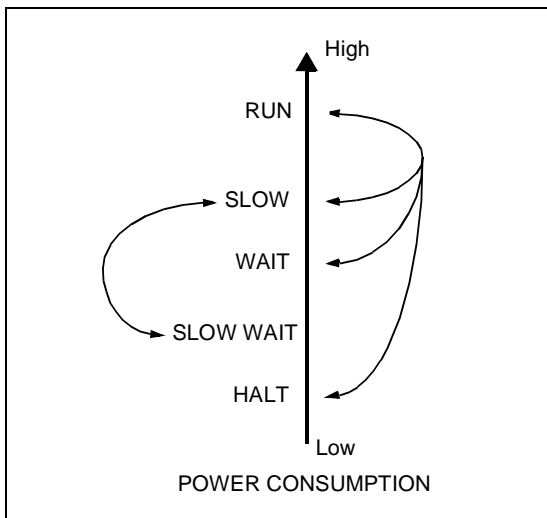 High
RUN
SLOW
WAIT
SLOW WAIT
HALT
Low
POWER CONSUMPTION